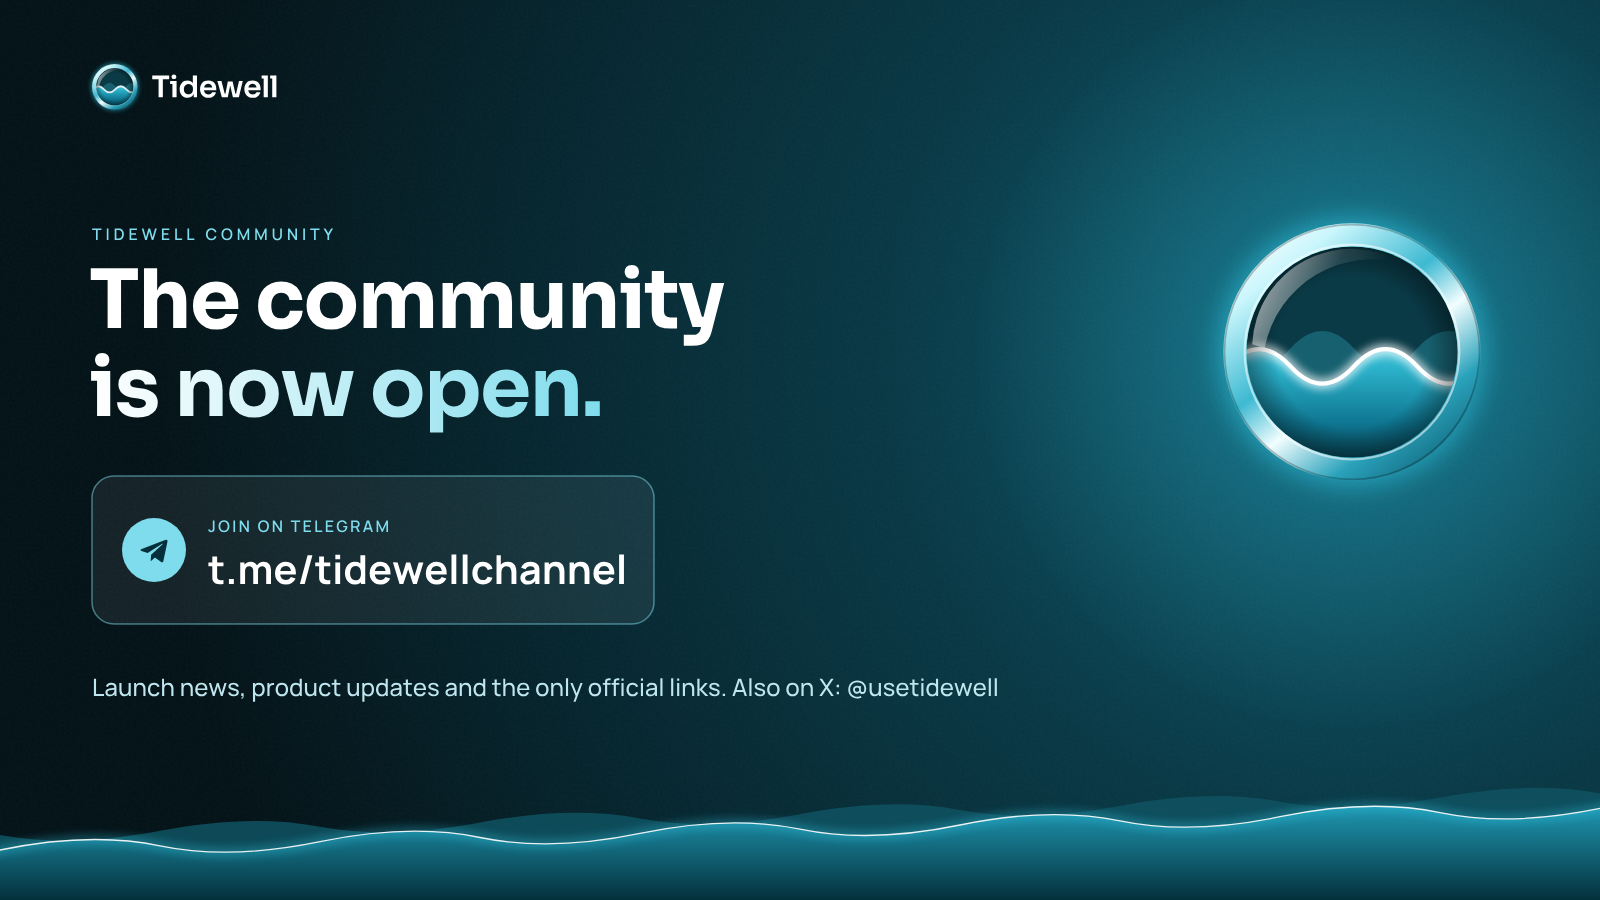 Tidewell
TIDEWELL COMMUNITY
The community
is now open.
JOIN ON TELEGRAM
t.me/tidewellchannel
Launch news, product updates and the only official links. Also on X: @usetidewell